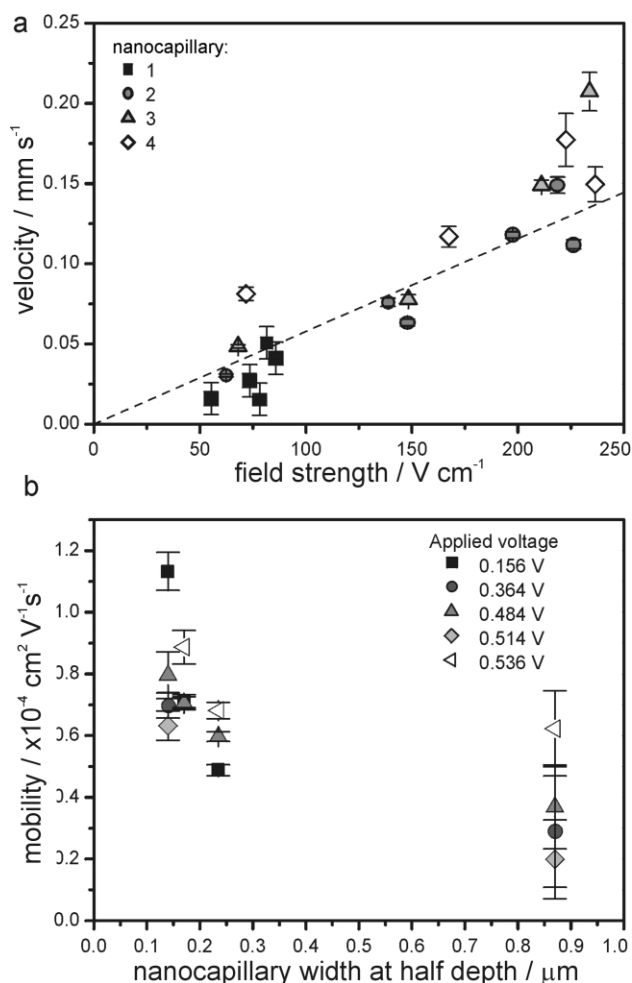 a
0.25
0.20
0.15
0.10
0.05
0.00
velocity / mm s⁻¹
nanocapillary:
1
2
3
4
0 50 100 150 200 250
field strength / V cm⁻¹
b
1.2
1.0
0.8
0.6
0.4
0.2
0.0
mobility / x10⁻⁴ cm² V⁻¹s⁻¹
Applied voltage
0.156 V
0.364 V
0.484 V
0.514 V
0.536 V
0.0 0.1 0.2 0.3 0.4 0.5 0.6 0.7 0.8 0.9 1.0
nanocapillary width at half depth / μm